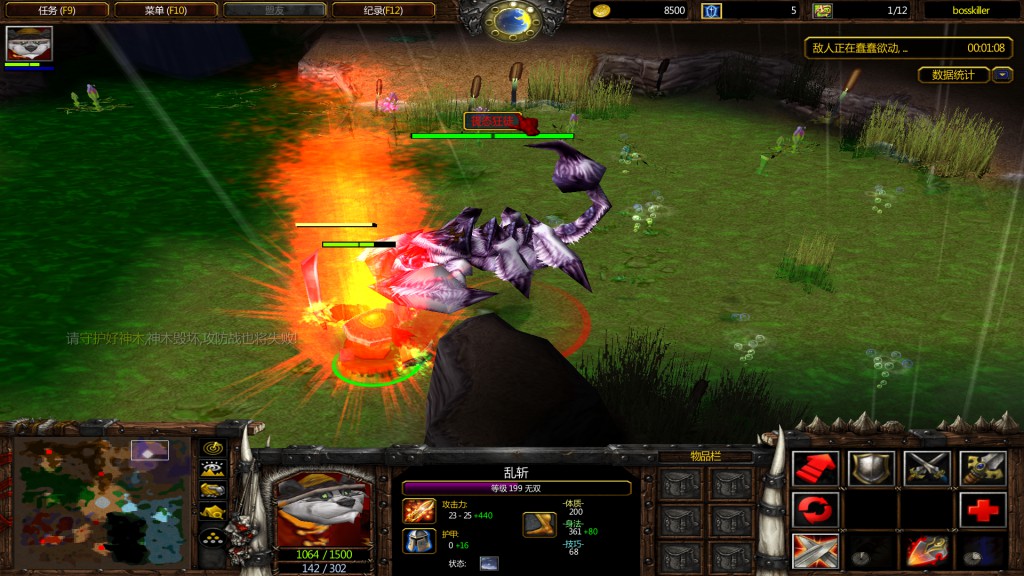 任务 (F9)
菜单 (F10)
盟友
纪录(F12)
8500
5
1/12
bosskiller
敌人正在蠢蠢欲动, ...
00:01:08
数据统计
请守护好神木,神木毁坏,攻防战也将失败!
物品栏
乱斩
等级 199 无双
攻击力:
23 - 25 +440
护甲:
0 +16
状态:
-体质-
200
-身法-
361 +80
-技巧-
68
1064 / 1500
142 / 302